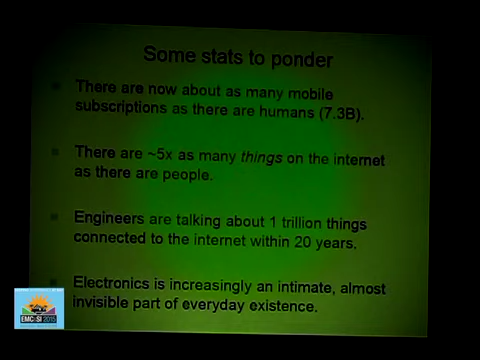 Some stats to ponder
There are now about as many mobile
subscriptions as there are humans (7.3B).
There are ~5x as many things on the internet
as there are people.
Engineers are talking about 1 trillion things
connected to the internet within 20 years.
Electronics is increasingly an intimate, almost
invisible part of everyday existence.
EMC&SI 2015